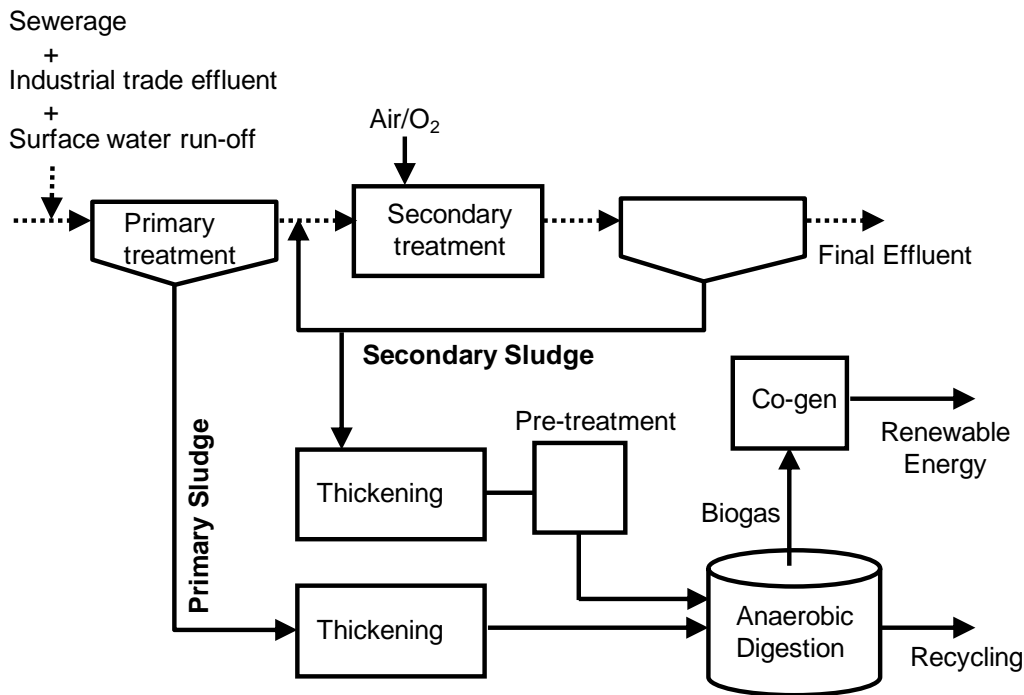 Sewerage
+
Industrial trade effluent
+
Surface water run-off
Air/O₂
Primary
treatment
Secondary
treatment
Final Effluent
Secondary Sludge
Primary Sludge
Pre-treatment
Thickening
Co-gen
Renewable
Energy
Biogas
Thickening
Anaerobic
Digestion
Recycling